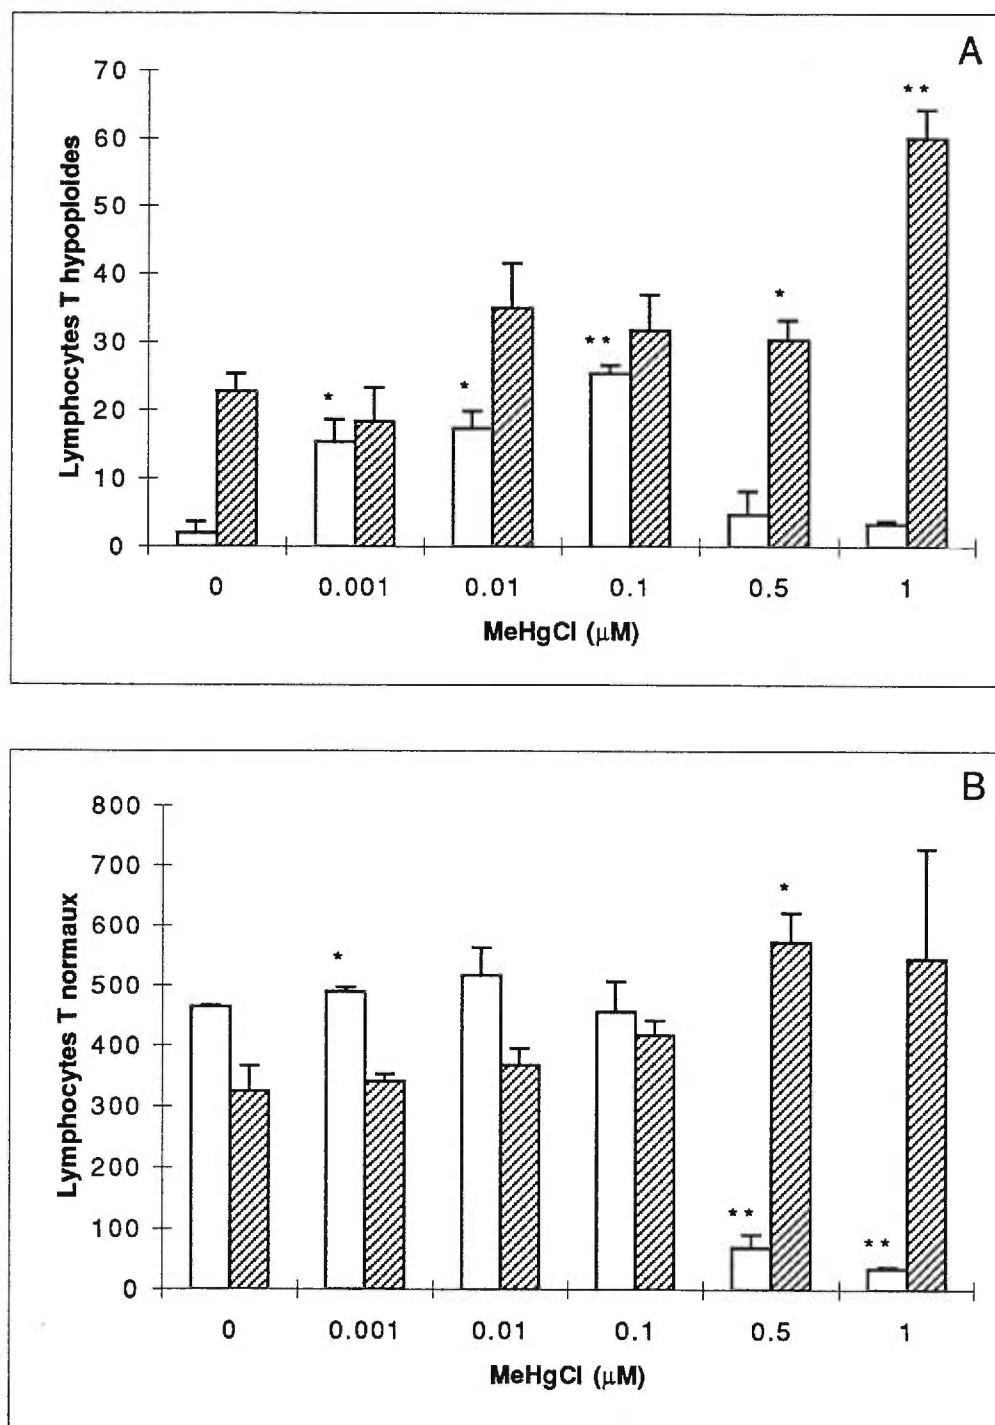 A
70
60
50
40
30
20
10
0
Lymphocytes T hypoploides
* * ** * **
0 0.001 0.01 0.1 0.5 1
MeHgCl (µM)
B
800
700
600
500
400
300
200
100
0
Lymphocytes T normaux
* ** * **
0 0.001 0.01 0.1 0.5 1
MeHgCl (µM)